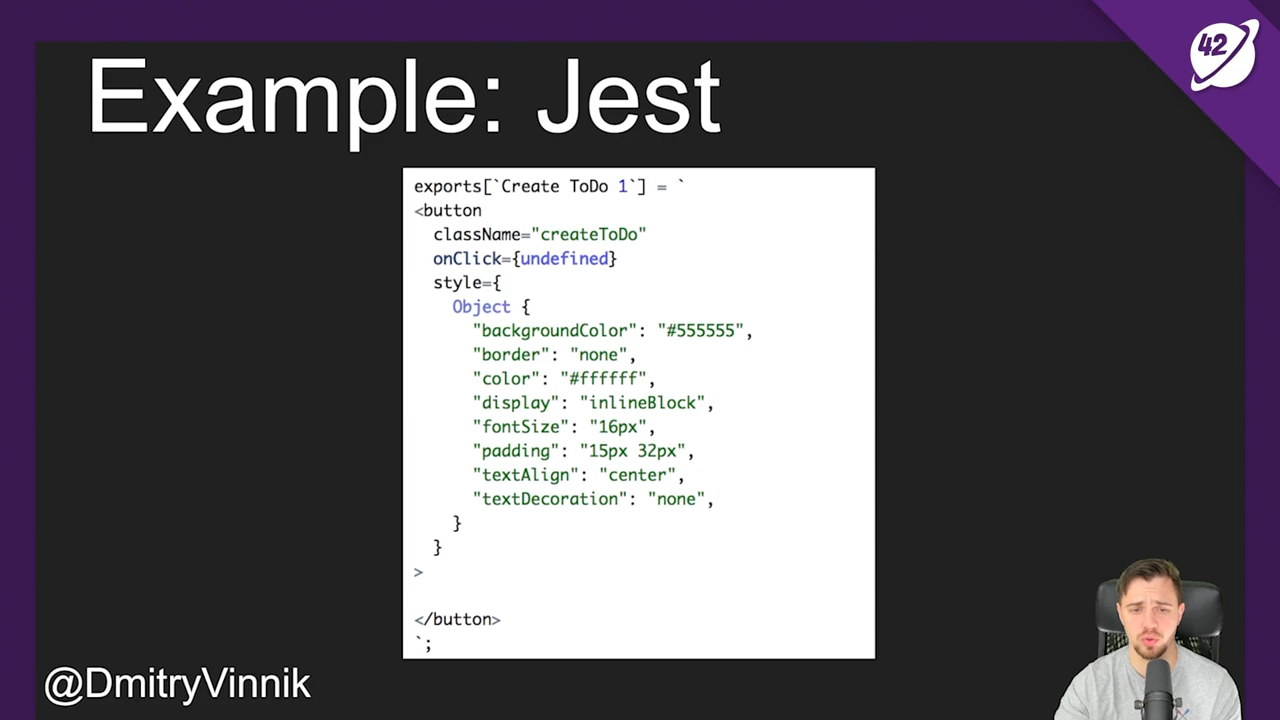 42
Example: Jest
exports[`Create ToDo 1`] = `
<button
  className="createToDo"
  onClick={undefined}
  style={
    Object {
      "backgroundColor": "#555555",
      "border": "none",
      "color": "#ffffff",
      "display": "inlineBlock",
      "fontSize": "16px",
      "padding": "15px 32px",
      "textAlign": "center",
      "textDecoration": "none",
    }
  }
>
</button>
`;
@DmitryVinnik